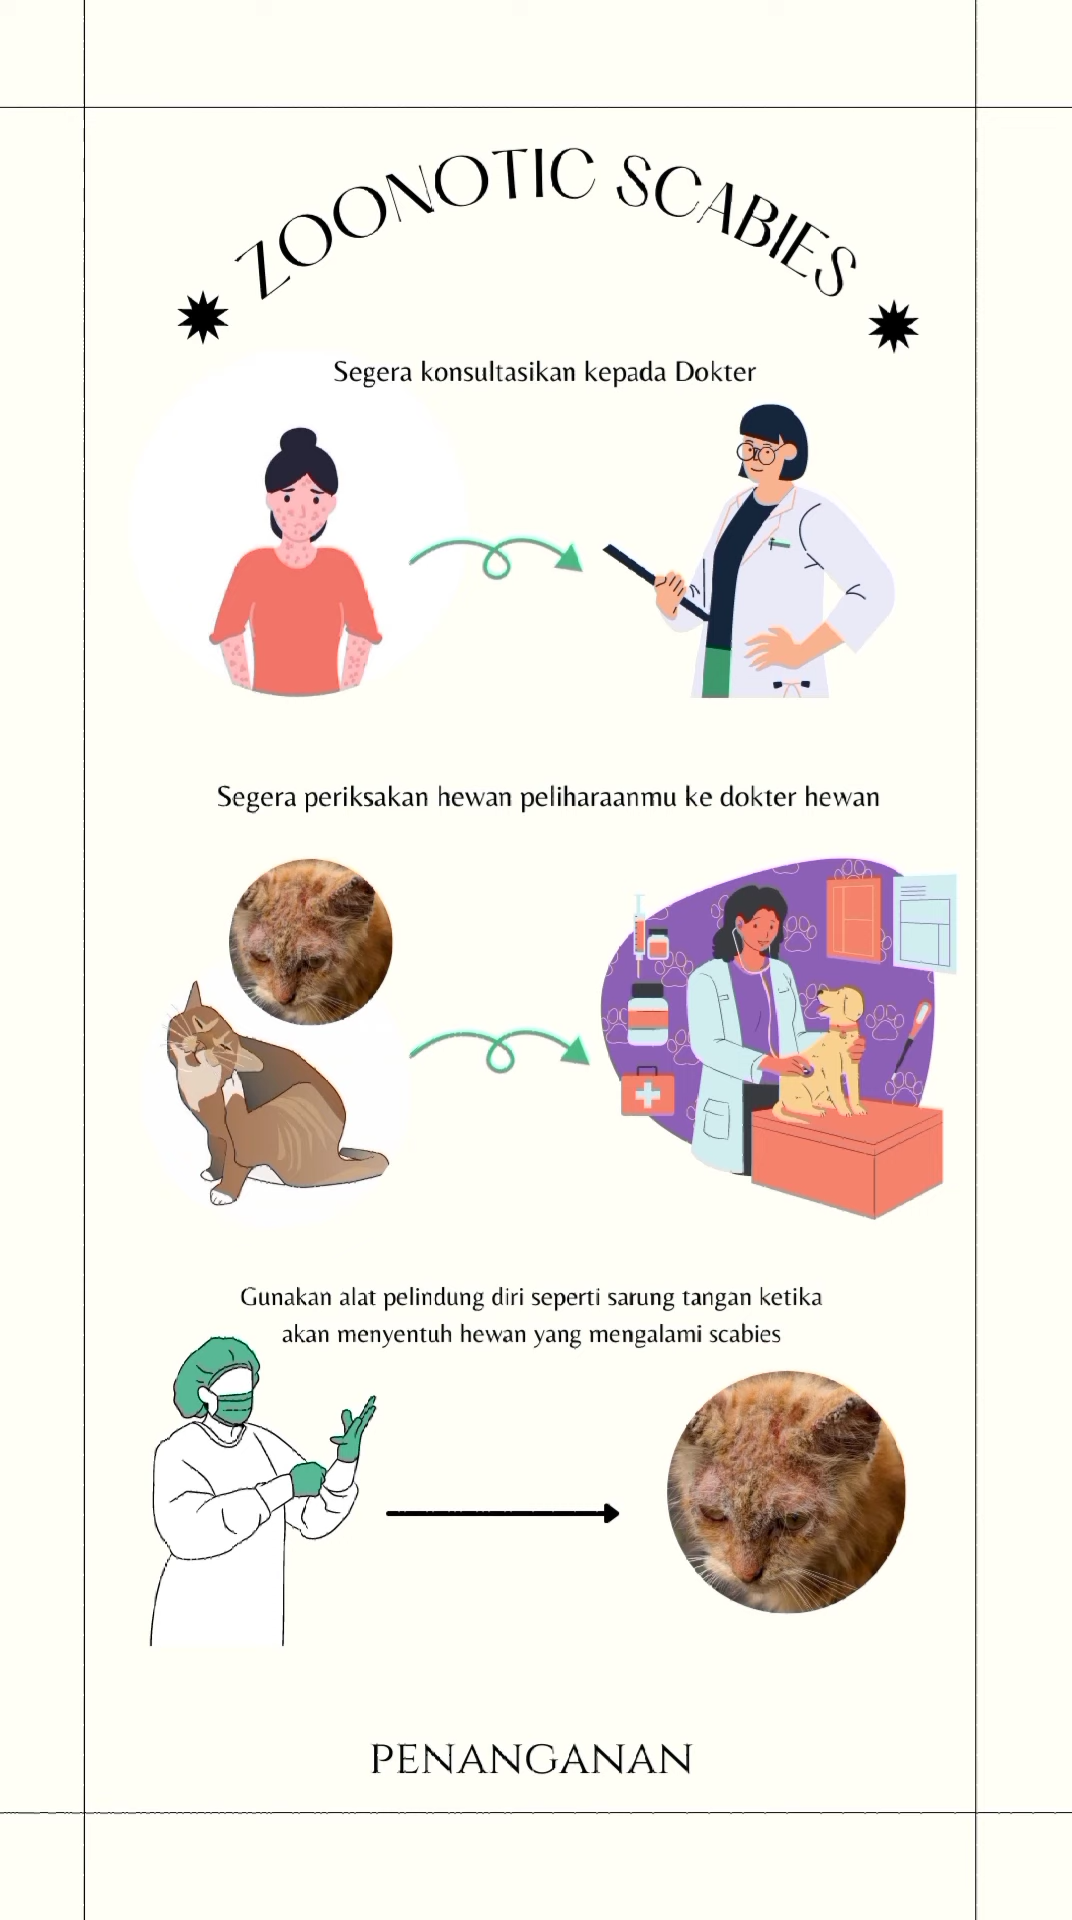 ZOONOTIC SCABIES
Segera konsultasikan kepada Dokter
Segera periksakan hewan peliharaanmu ke dokter hewan
Gunakan alat pelindung diri seperti sarung tangan ketika
akan menyentuh hewan yang mengalami scabies
PENANGANAN